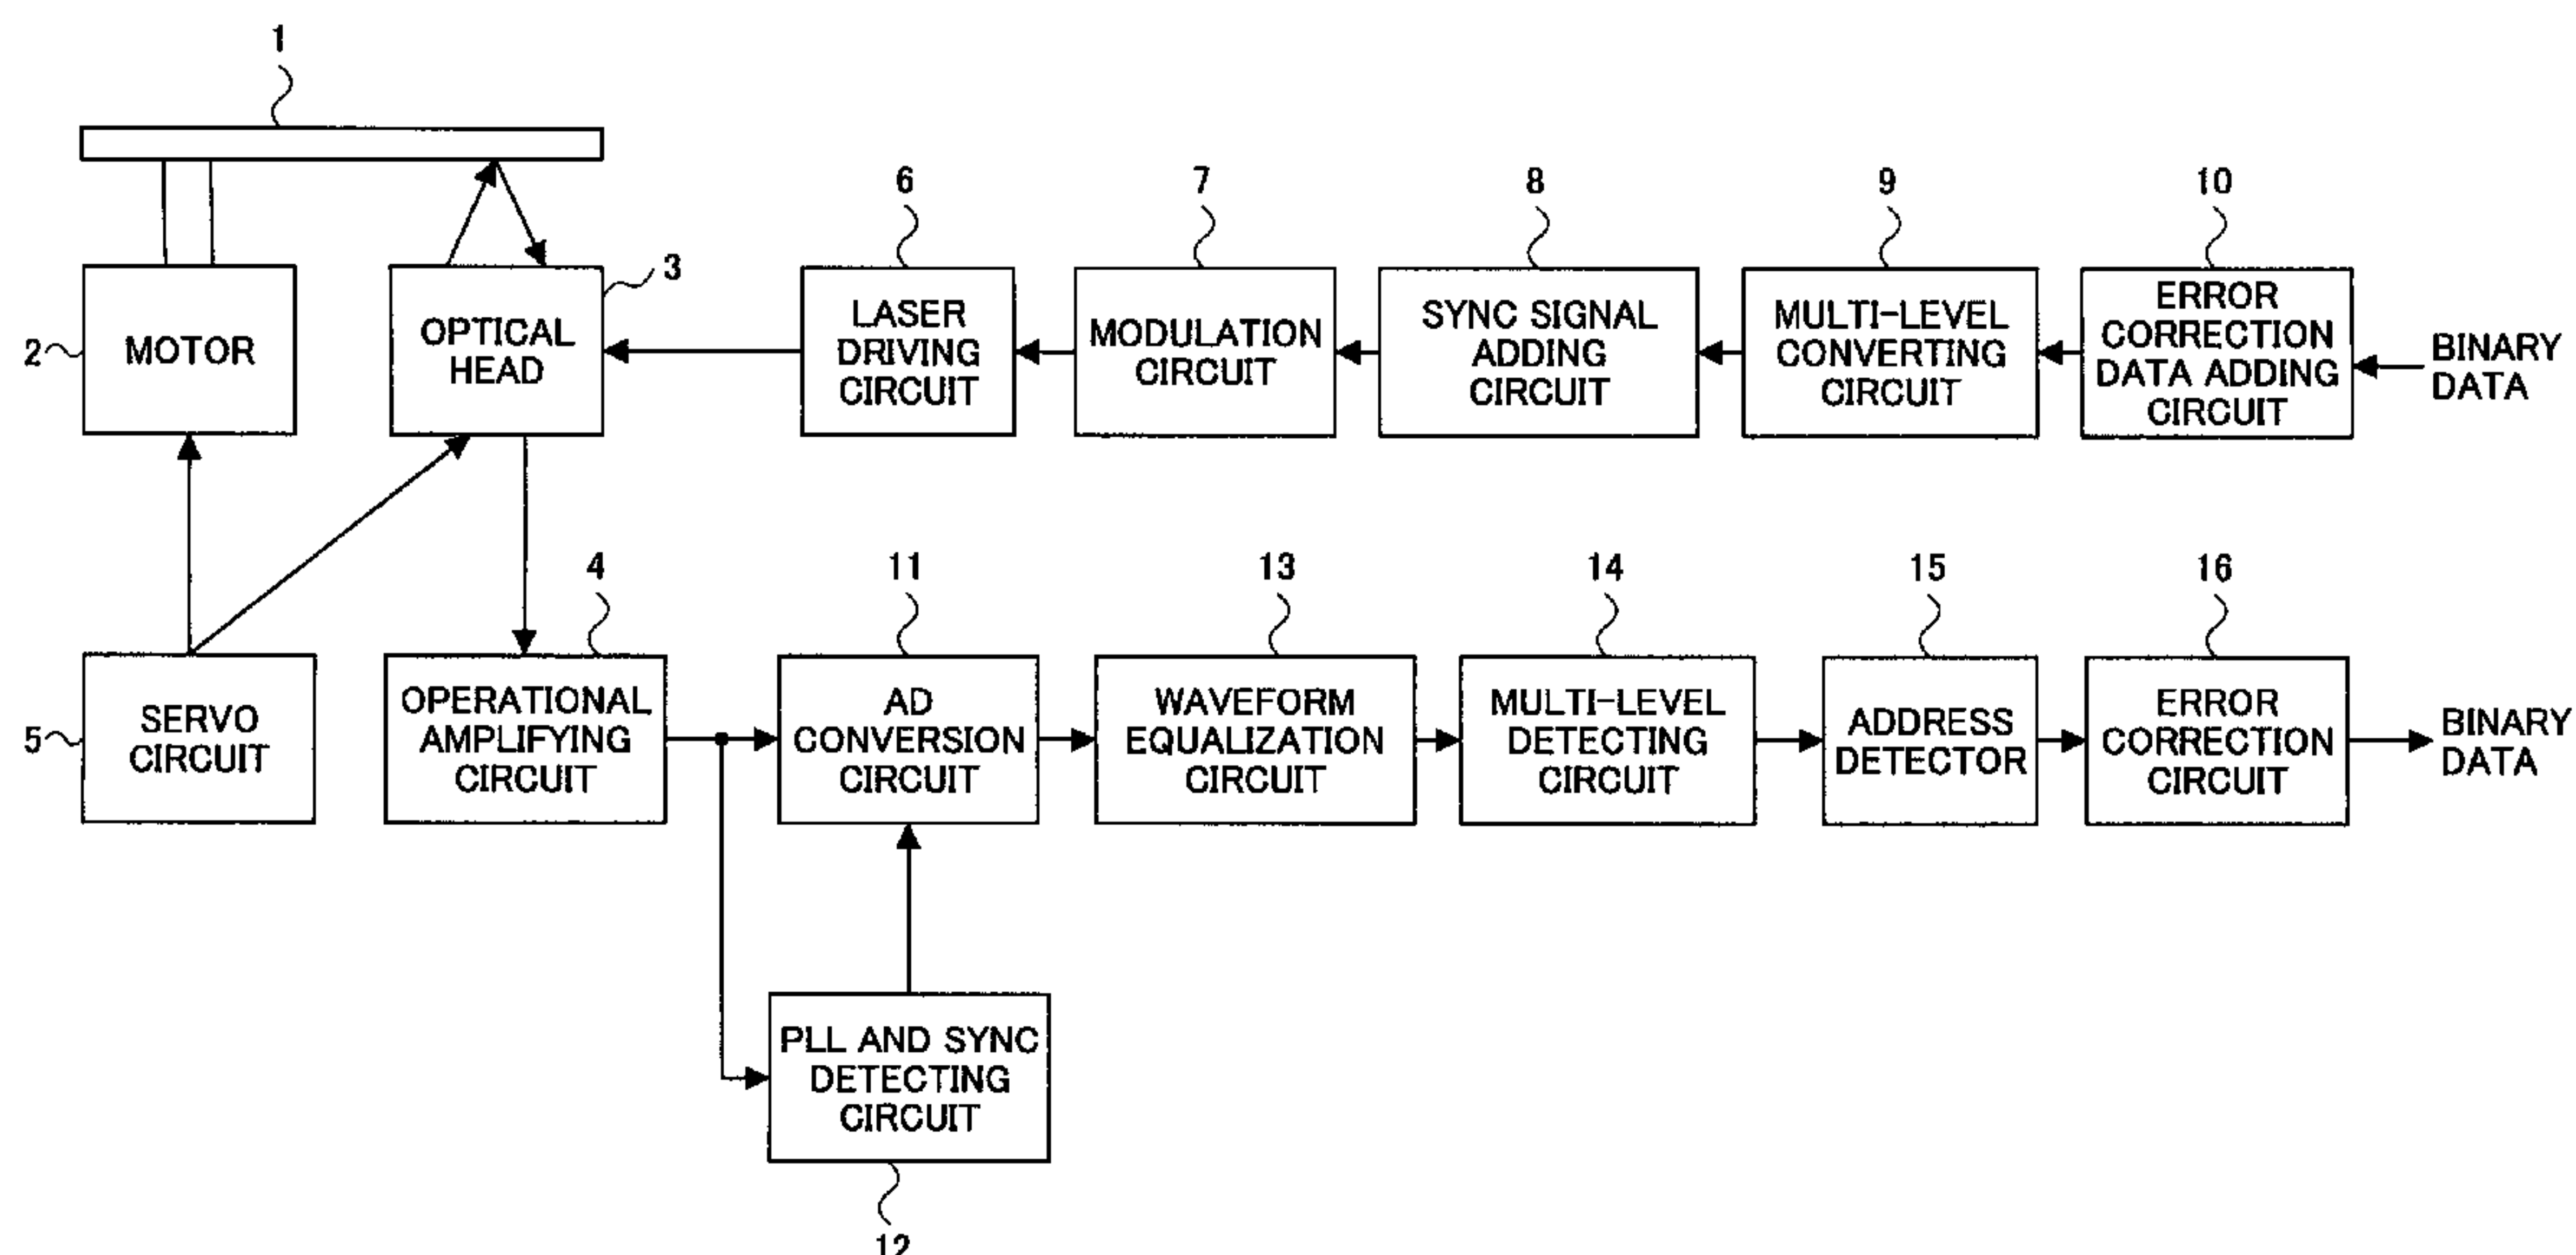 1
6
7
8
9
10
2
MOTOR
OPTICAL
HEAD
3
LASER
DRIVING
CIRCUIT
MODULATION
CIRCUIT
SYNC SIGNAL
ADDING
CIRCUIT
MULTI-LEVEL
CONVERTING
CIRCUIT
ERROR
CORRECTION
DATA ADDING
CIRCUIT
BINARY
DATA
4
11
13
14
15
16
5
SERVO
CIRCUIT
OPERATIONAL
AMPLIFYING
CIRCUIT
AD
CONVERSION
CIRCUIT
WAVEFORM
EQUALIZATION
CIRCUIT
MULTI-LEVEL
DETECTING
CIRCUIT
ADDRESS
DETECTOR
ERROR
CORRECTION
CIRCUIT
BINARY
DATA
PLL AND SYNC
DETECTING
CIRCUIT
12